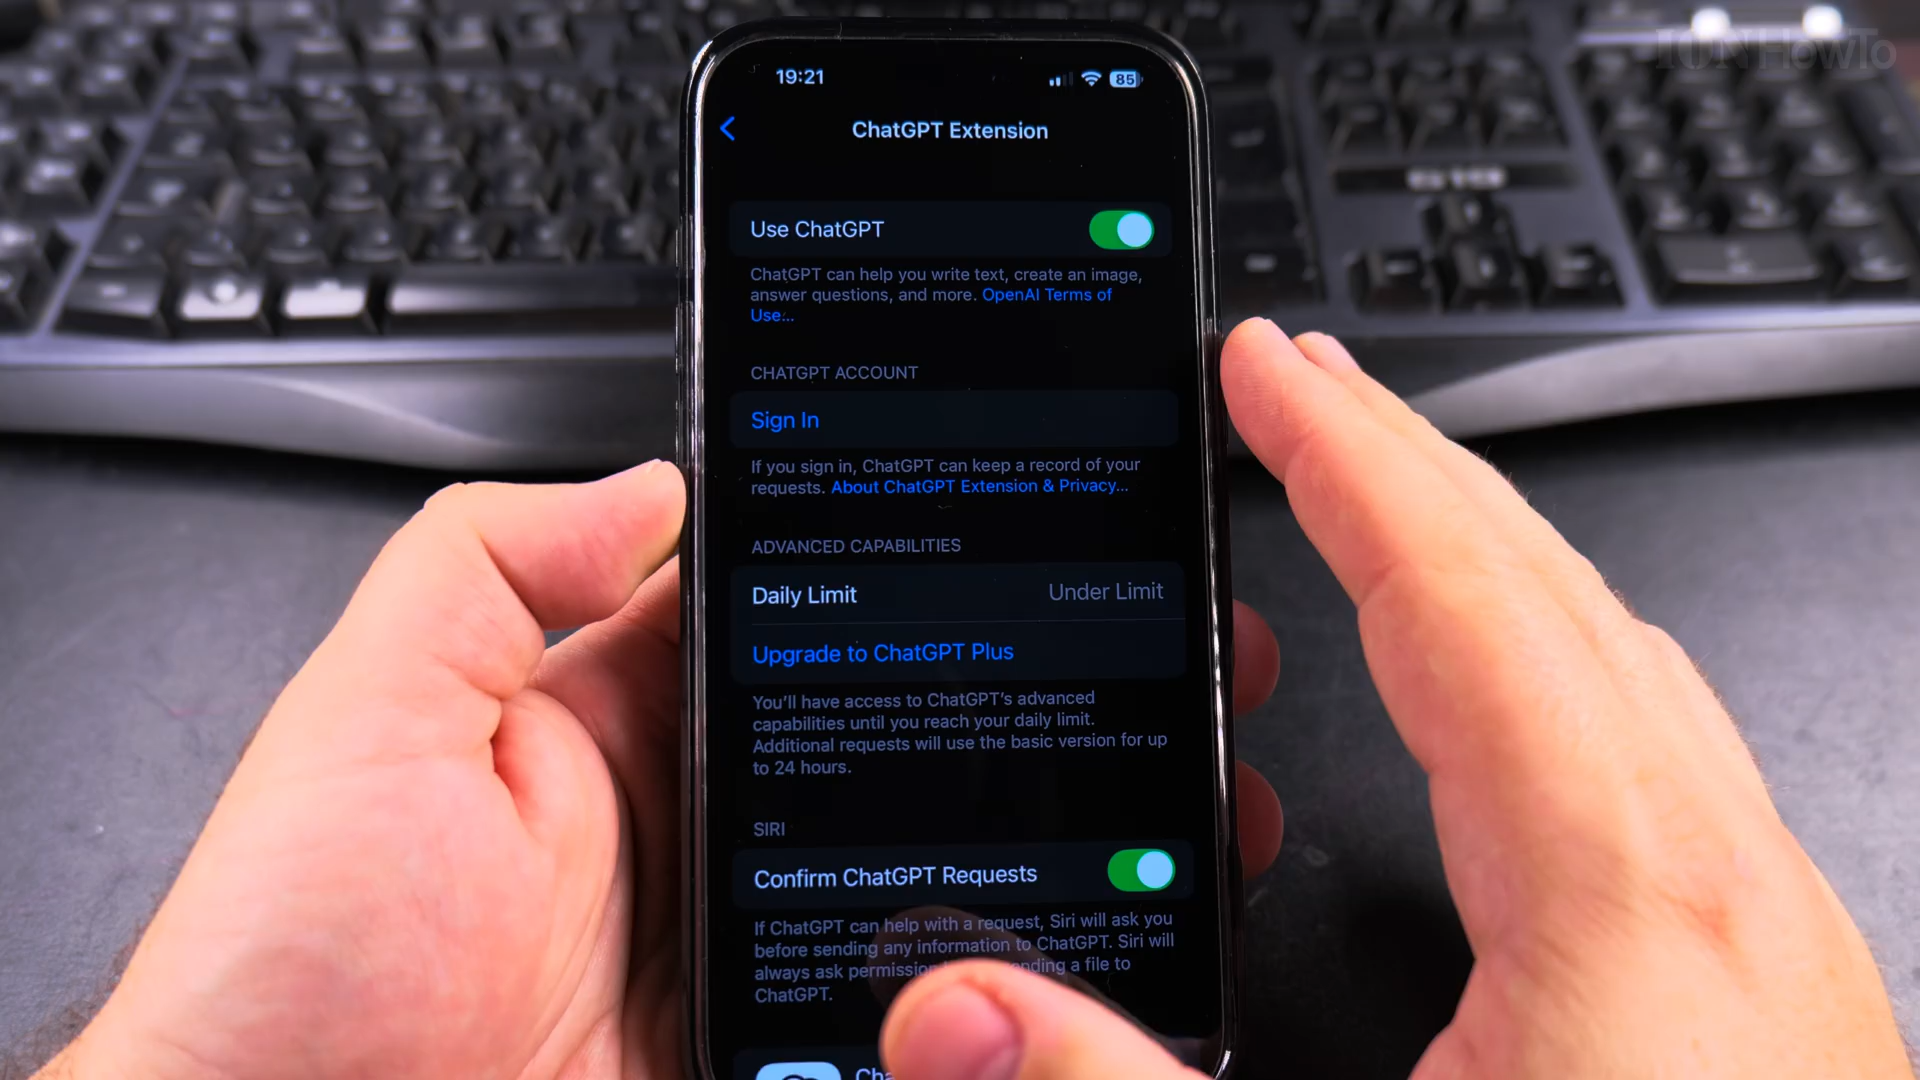 IONHowTo
19:21
85
ChatGPT Extension
G19
Use ChatGPT
ChatGPT can help you write text, create an image,
answer questions, and more. OpenAI Terms of
Use...
CHATGPT ACCOUNT
Sign In
If you sign in, ChatGPT can keep a record of your
requests. About ChatGPT Extension & Privacy...
ADVANCED CAPABILITIES
Daily Limit Under Limit
Upgrade to ChatGPT Plus
You'll have access to ChatGPT's advanced
capabilities until you reach your daily limit.
Additional requests will use the basic version for up
to 24 hours.
SIRI
Confirm ChatGPT Requests
If ChatGPT can help with a request, Siri will ask you
before sending any information to ChatGPT. Siri will
always ask permission sending a file to
ChatGPT.